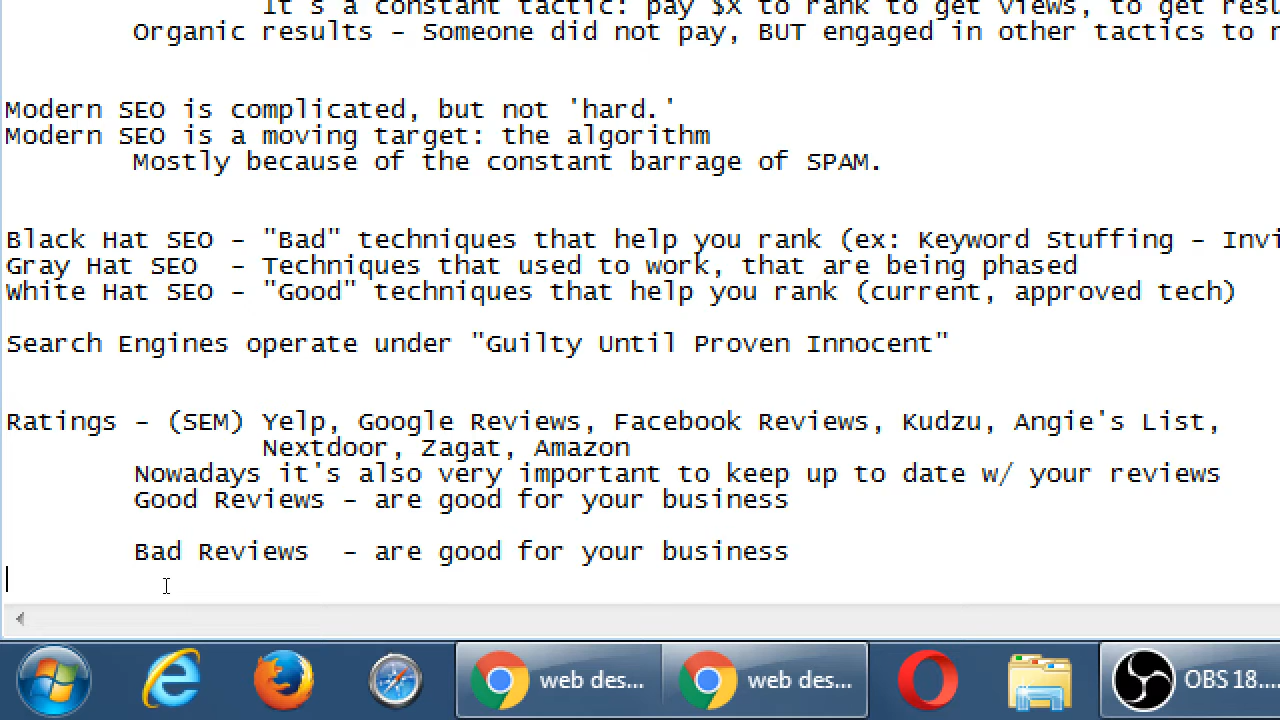 It's a constant tactic: pay $x to rank to get views, to get
Organic results - Someone did not pay, BUT engaged in other tactics to
Modern SEO is complicated, but not 'hard.'
Modern SEO is a moving target: the algorithm
Mostly because of the constant barrage of SPAM.
Black Hat SEO - "Bad" techniques that help you rank (ex: Keyword Stuffing -
Gray Hat SEO  - Techniques that used to work, that are being phased
White Hat SEO - "Good" techniques that help you rank (current, approved tech)
Search Engines operate under "Guilty Until Proven Innocent"
Ratings - (SEM) Yelp, Google Reviews, Facebook Reviews, Kudzu, Angie's List,
Nextdoor, Zagat, Amazon
Nowadays it's also very important to keep up to date w/ your reviews
Good Reviews - are good for your business
Bad Reviews  - are good for your business
web des... web des... OBS 18....